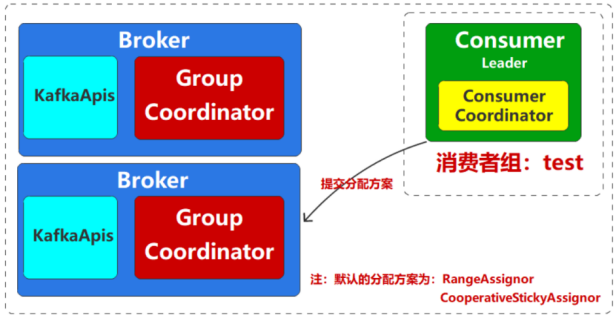 Broker
KafkaApis
Group
Coordinator
Broker
KafkaApis
Group
Coordinator
Consumer
Leader
Consumer
Coordinator
消费者组：test
提交分配方案
注：默认的分配方案为：RangeAssignor
CooperativeStickyAssignor